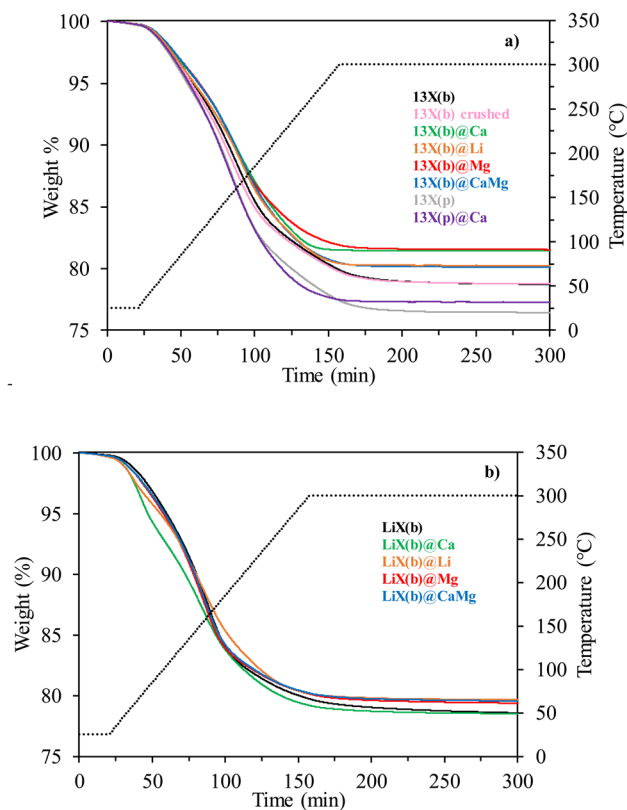 a)
100
95
90
85
80
75
Weight %
350
300
250
200
150
100
50
0
Temperature (°C)
13X(b)
13X(b) crushed
13X(b)@Ca
13X(b)@Li
13X(b)@Mg
13X(b)@CaMg
13X(p)
13X(p)@Ca
0 50 100 150 200 250 300
Time (min)
-
b)
100
95
90
85
80
75
Weight (%)
350
300
250
200
150
100
50
0
Temperature (°C)
LiX(b)
LiX(b)@Ca
LiX(b)@Li
LiX(b)@Mg
LiX(b)@CaMg
0 50 100 150 200 250 300
Time (min)